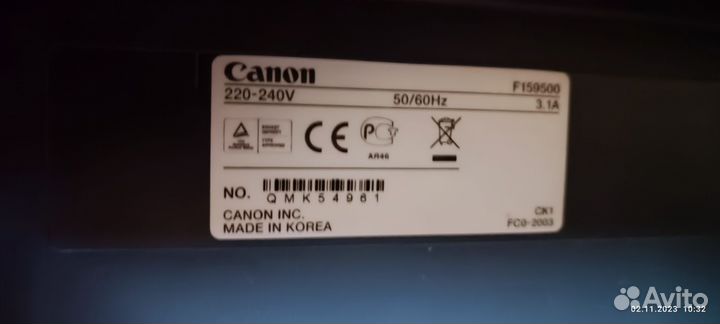 Canon
F159500
220-240V 50/60Hz 3.1A
AR46
NO. QMK54961
CANON INC.
MADE IN KOREA
CK1
FC0-2003
Avito
02.11.2023 10:32